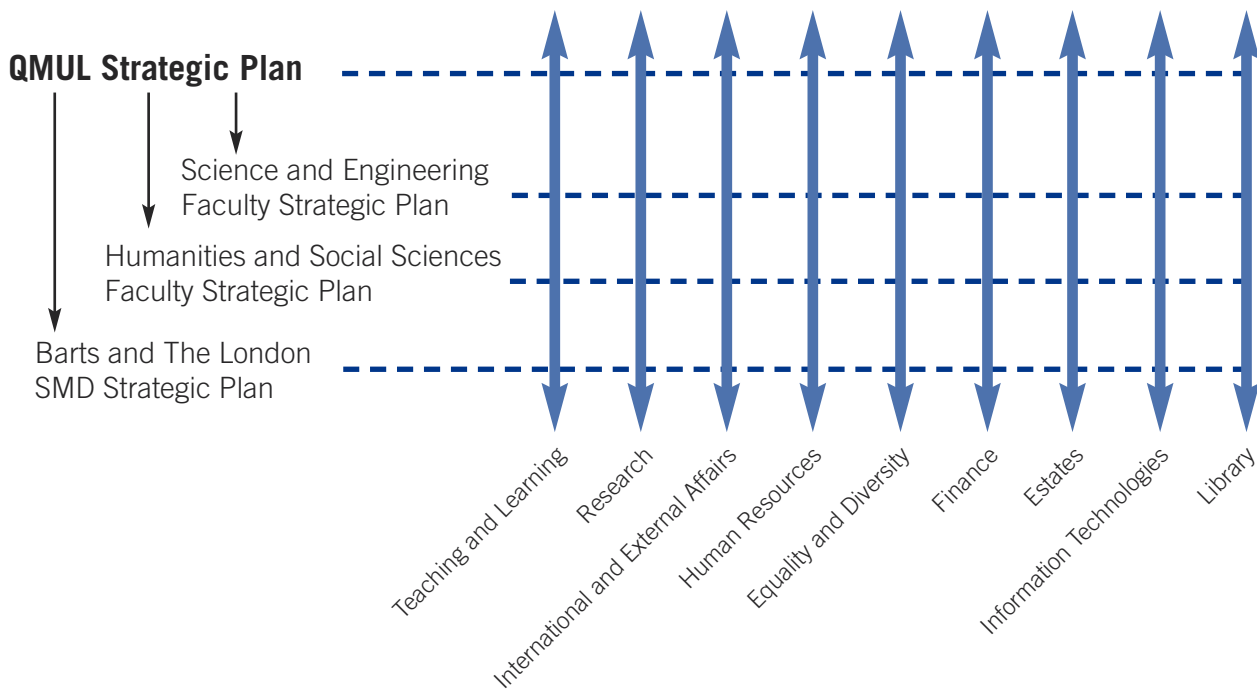 QMUL Strategic Plan
Science and Engineering
Faculty Strategic Plan
Humanities and Social Sciences
Faculty Strategic Plan
Barts and The London
SMD Strategic Plan
Teaching and Learning
Research
International and External Affairs
Human Resources
Equality and Diversity
Finance
Estates
Information Technologies
Library